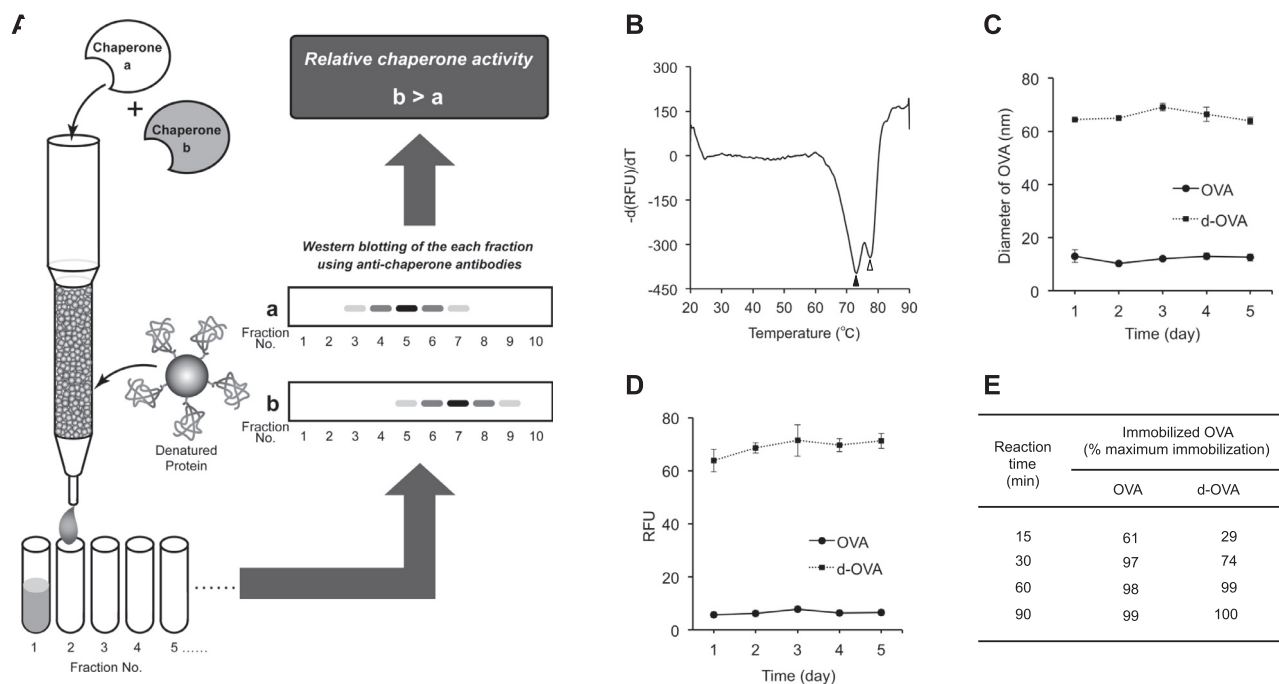 A
Chaperone
a
+
Chaperone
b
Relative chaperone activity
b > a
Western blotting of the each fraction
using anti-chaperone antibodies
a
Fraction
No.
1 2 3 4 5 6 7 8 9 10
b
Fraction
No.
1 2 3 4 5 6 7 8 9 10
Denatured
Protein
1 2 3 4 5 ......
Fraction No.
B
300
150
0
-150
-300
-450
-d(RFU)/dT
20 30 40 50 60 70 80 90
Temperature (℃)
C
80
60
40
20
0
Diameter of OVA (nm)
OVA
d-OVA
1 2 3 4 5
Time (day)
D
80
60
40
20
0
RFU
OVA
d-OVA
1 2 3 4 5
Time (day)
E
Reaction
time
(min)
Immobilized OVA
(% maximum immobilization)
OVA d-OVA
15 61 29
30 97 74
60 98 99
90 99 100